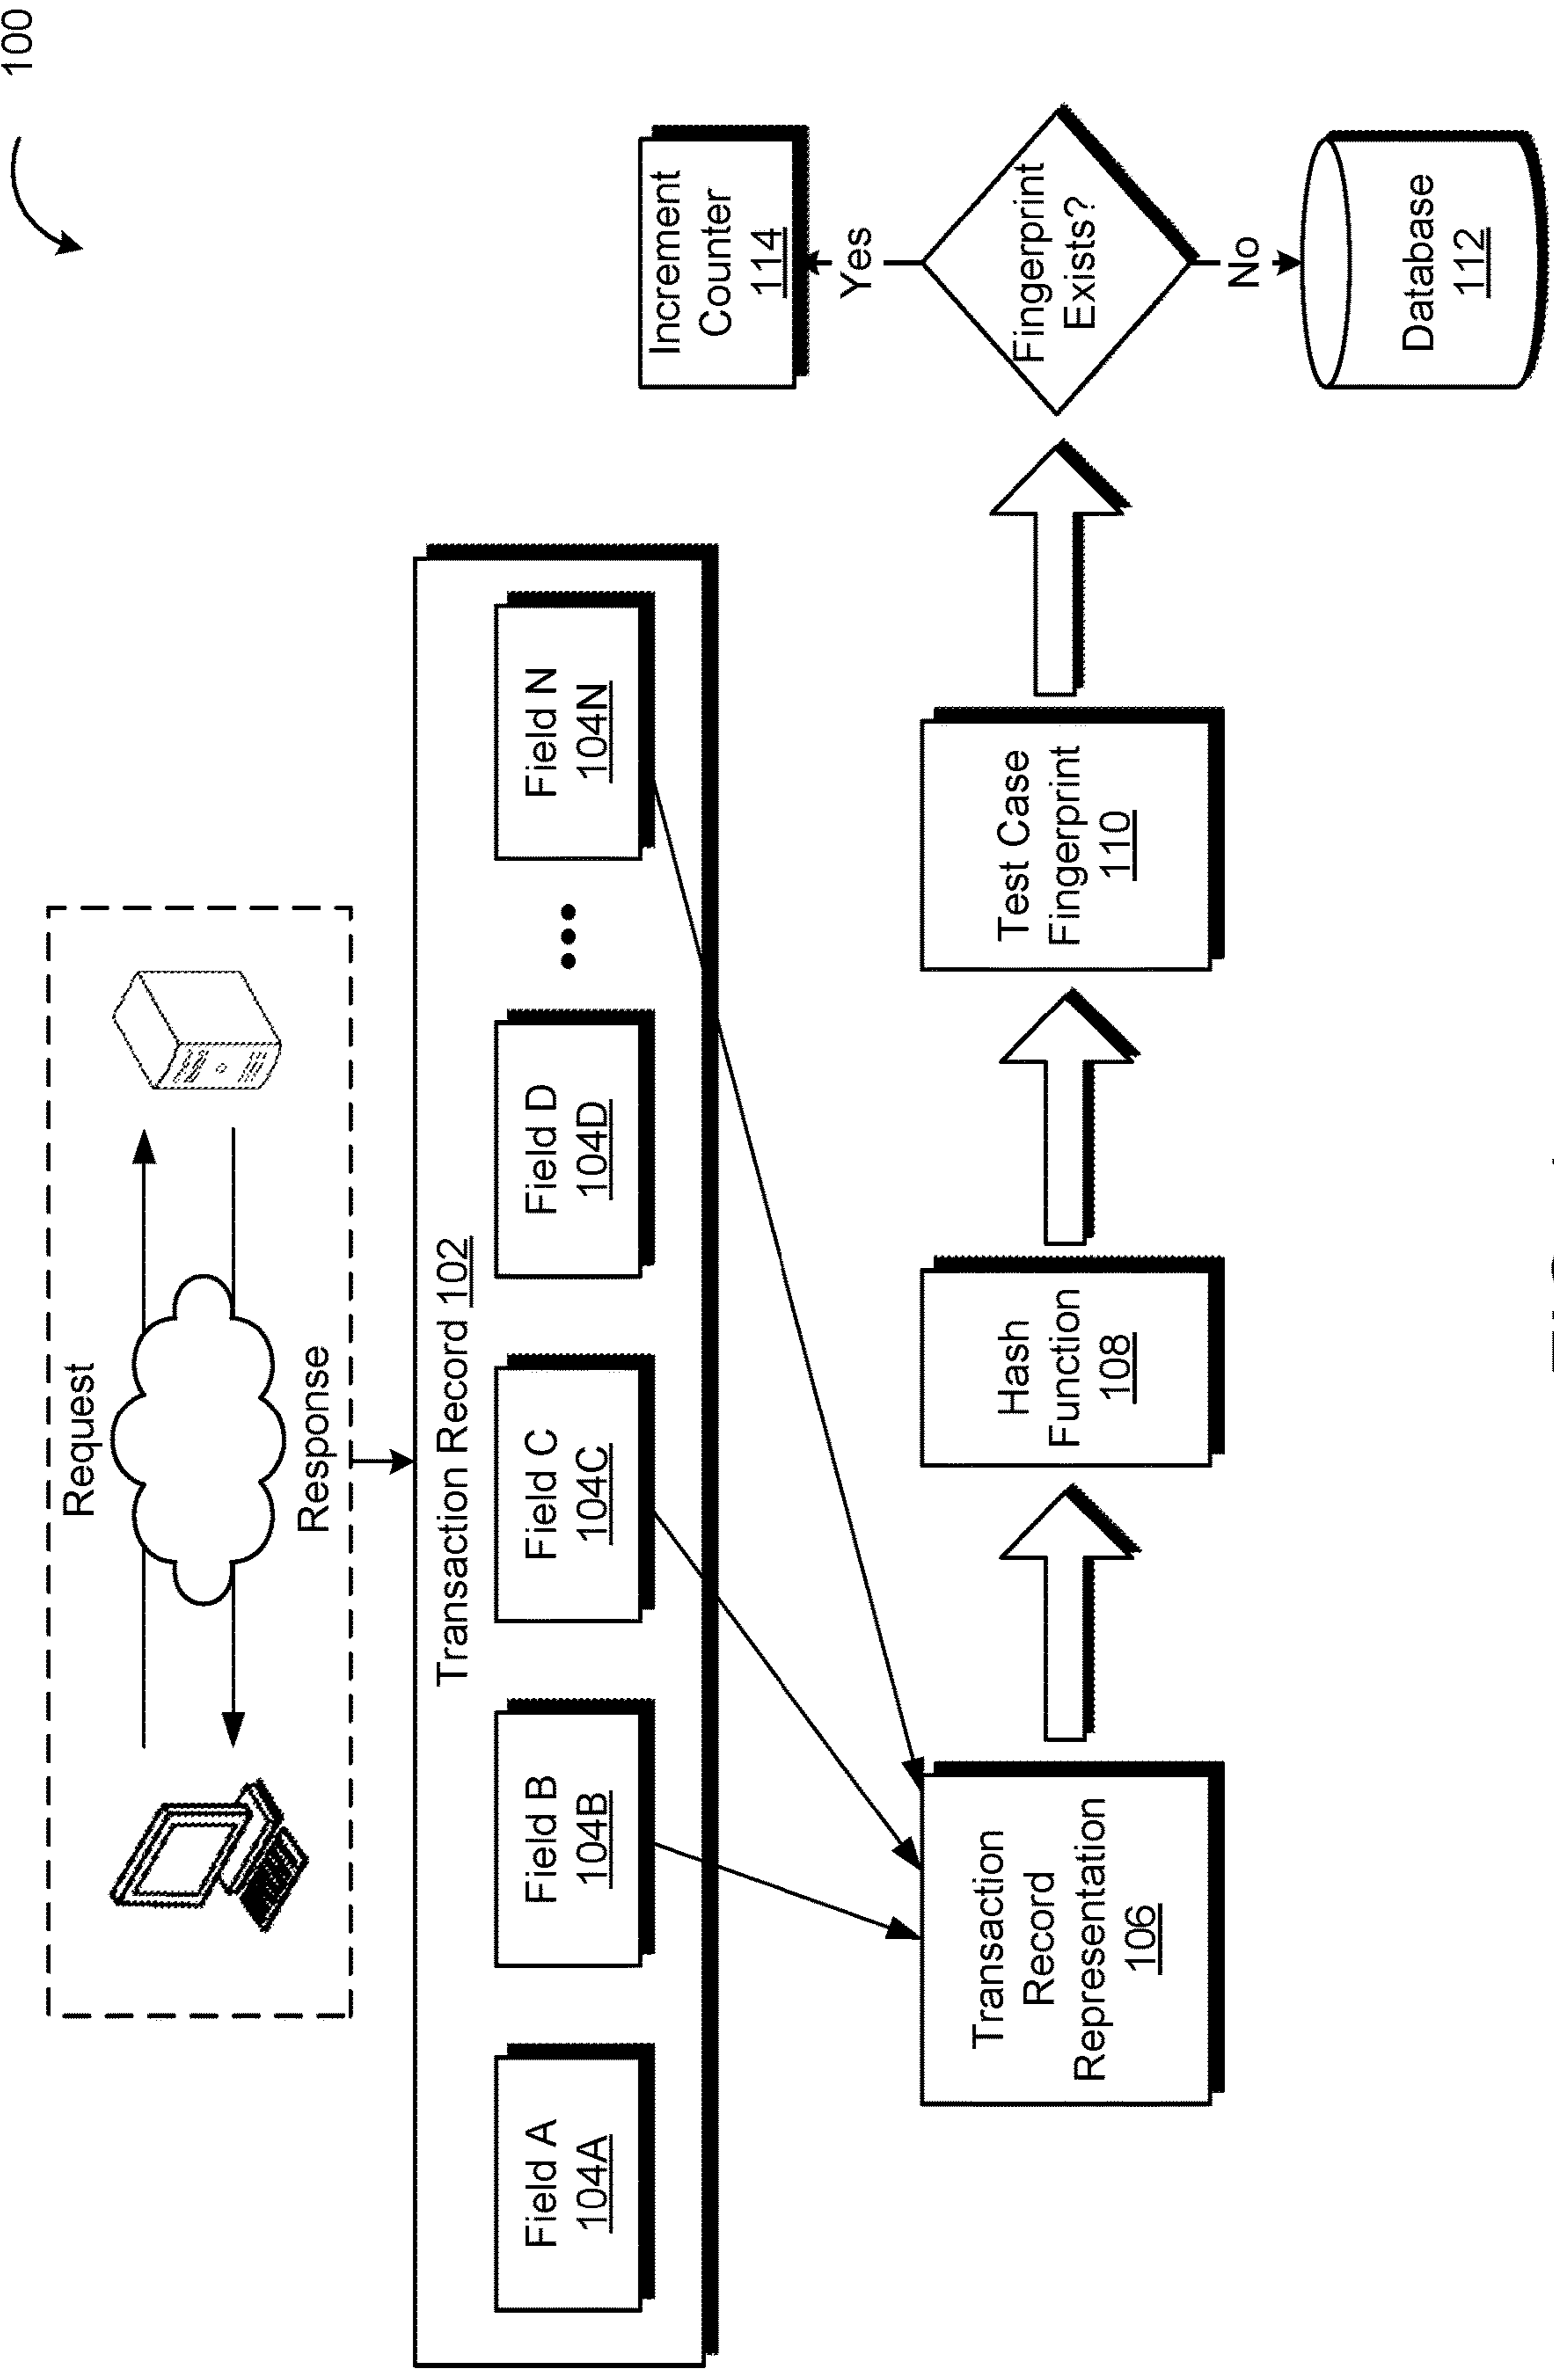 100
Request
Response
Transaction Record 102
Field A
104A
Field B
104B
Field C
104C
Field D
104D
•••
Field N
104N
Transaction
Record
Representation
106
Hash
Function
108
Test Case
Fingerprint
110
Fingerprint
Exists?
Yes
Increment
Counter
114
No
Database
112